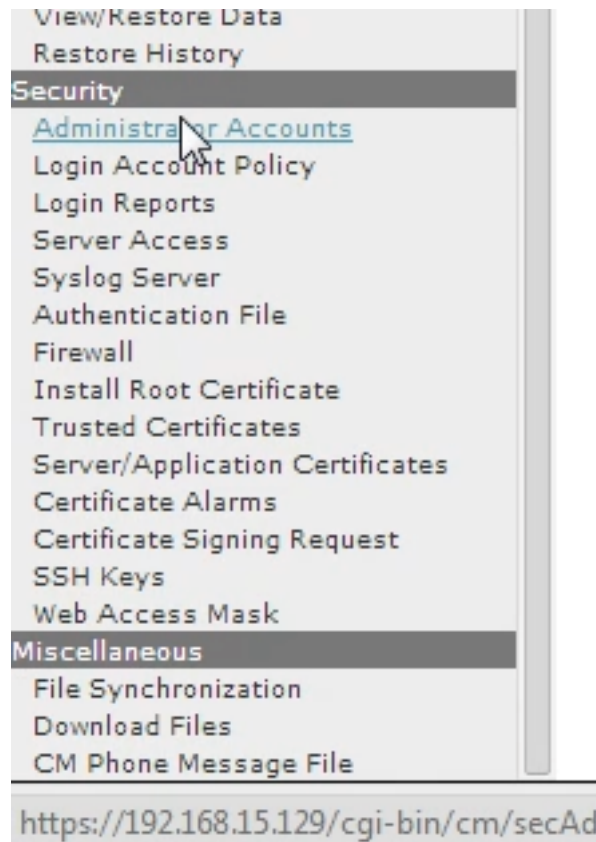 View/Restore Data
Restore History
Security
Administrator Accounts
Login Account Policy
Login Reports
Server Access
Syslog Server
Authentication File
Firewall
Install Root Certificate
Trusted Certificates
Server/Application Certificates
Certificate Alarms
Certificate Signing Request
SSH Keys
Web Access Mask
Miscellaneous
File Synchronization
Download Files
CM Phone Message File
https://192.168.15.129/cgi-bin/cm/secAd